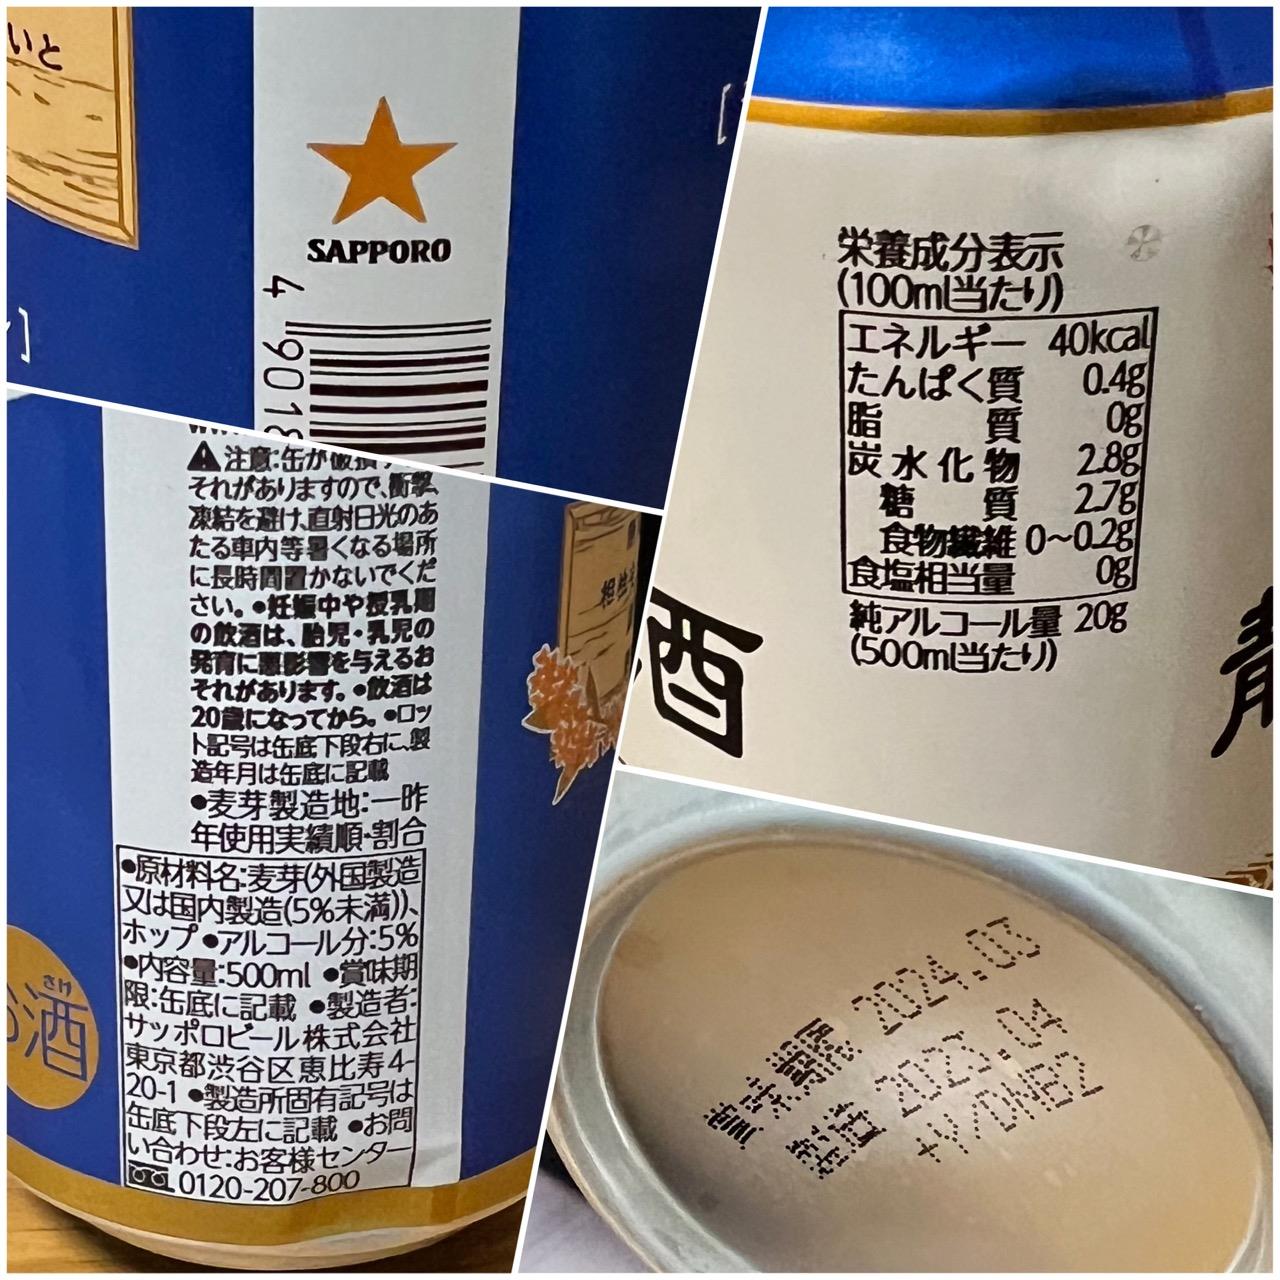 いと
SAPPORO
4 9018
注意:缶が破損
それがありますので、衝撃、
凍結を避け、直射日光のあ
たる車内等暑くなる場所
に長時間置かないでくだ
さい。●妊娠中や授乳期
の飲酒は、胎児・乳児の
発育に悪影響を与えるお
それがあります。●飲酒は
20歳になってから。●ロッ
ト記号は缶底下段右に、製
造年月は缶底に記載
●麦芽製造地:一昨
年使用実績順・割合
●原材料名:麦芽(外国製造
又は国内製造(5%未満))、
ホップ ●アルコール分:5%
●内容量:500ml ●賞味期
限:缶底に記載 ●製造者:
サッポロビール株式会社
東京都渋谷区恵比寿4-
20-1 ●製造所固有記号は
缶底下段左に記載 ●お問
い合わせ:お客様センター
0120-207-800
さけ
お酒
栄養成分表示
(100ml当たり)
エネルギー 40kcal
たんぱく質 0.4g
脂質 0g
炭水化物 2.8g
糖質 2.7g
食物繊維 0~0.2g
食塩相当量 0g
純アルコール量 20g
(500ml当たり)
酒
賞味期限 2024.03
製造 2023.04